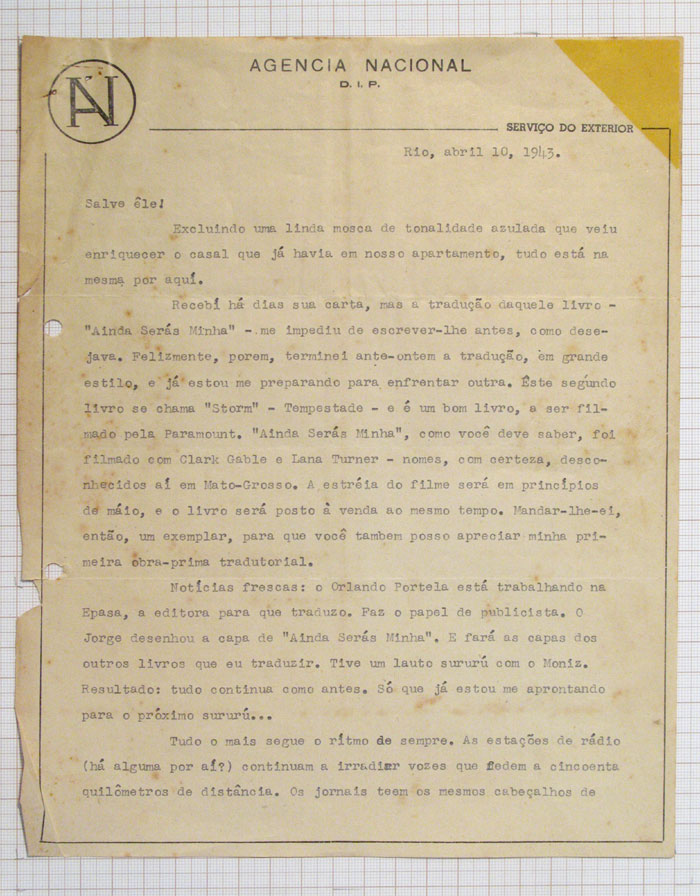 AN
AGENCIA NACIONAL
D. I. P.
SERVIÇO DO EXTERIOR
Rio, abril 10, 1943.
Salve êle!
Excluindo uma linda mosca de tonalidade azulada que veiu
enriquecer o casal que já havia em nosso apartamento, tudo está na
mesma por aquí.
Recebí há dias sua carta, mas a tradução daquele livro -
"Ainda Serás Minha" - me impediu de escrever-lhe antes, como dese-
java. Felizmente, porem, terminei ante-ontem a tradução, em grande
estilo, e já estou me preparando para enfrentar outra. Êste segundo
livro se chama "Storm" - Tempestade - e é um bom livro, a ser fil-
mado pela Paramount. "Ainda Serás Minha", como você deve saber, foi
filmado com Clark Gable e Lana Turner - nomes, com certeza, desco-
nhecidos aí em Mato-Grosso. A estréia do filme será em princípios
de máio, e o livro será posto à venda ao mesmo tempo. Mandar-lhe-ei,
então, um exemplar, para que você tambem posso apreciar minha pri-
meira obra-prima tradutorial.
Notícias frescas: o Orlando Portela está trabalhando na
Epasa, a editora para que traduzo. Faz o papel de publicista. O
Jorge desenhou a capa de "Ainda Serás Minha". E fará as capas dos
outros livros que eu traduzir. Tive um lauto sururú com o Moniz.
Resultado: tudo continua como antes. Só que já estou me aprontando
para o próximo sururú...
Tudo o mais segue o ritmo de sempre. As estações de rádio
(há alguma por aí?) continuam a irradiar vozes que fedem a cincoenta
quilômetros de distância. Os jornais teem os mesmos cabeçalhos de